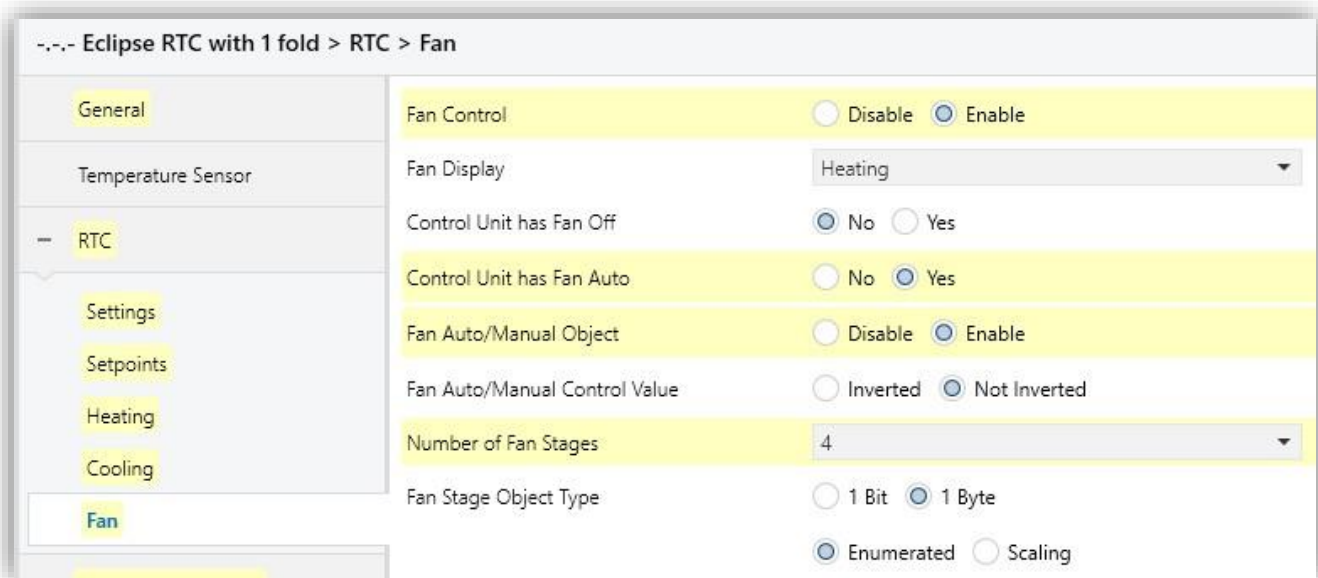 -.-.- Eclipse RTC with 1 fold > RTC > Fan
General
Temperature Sensor
RTC
Settings
Setpoints
Heating
Cooling
Fan
Fan Control Disable Enable
Fan Display Heating
Control Unit has Fan Off No Yes
Control Unit has Fan Auto No Yes
Fan Auto/Manual Object Disable Enable
Fan Auto/Manual Control Value Inverted Not Inverted
Number of Fan Stages 4
Fan Stage Object Type 1 Bit 1 Byte
Enumerated Scaling